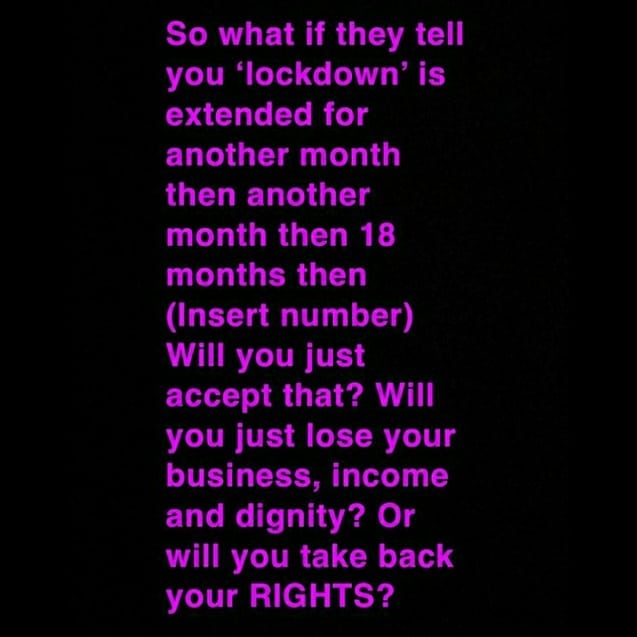 So what if they tell
you ‘lockdown’ is
extended for
another month
then another
month then 18
months then
(Insert number)
Will you just
accept that? Will
you just lose your
business, income
and dignity? Or
will you take back
your RIGHTS?